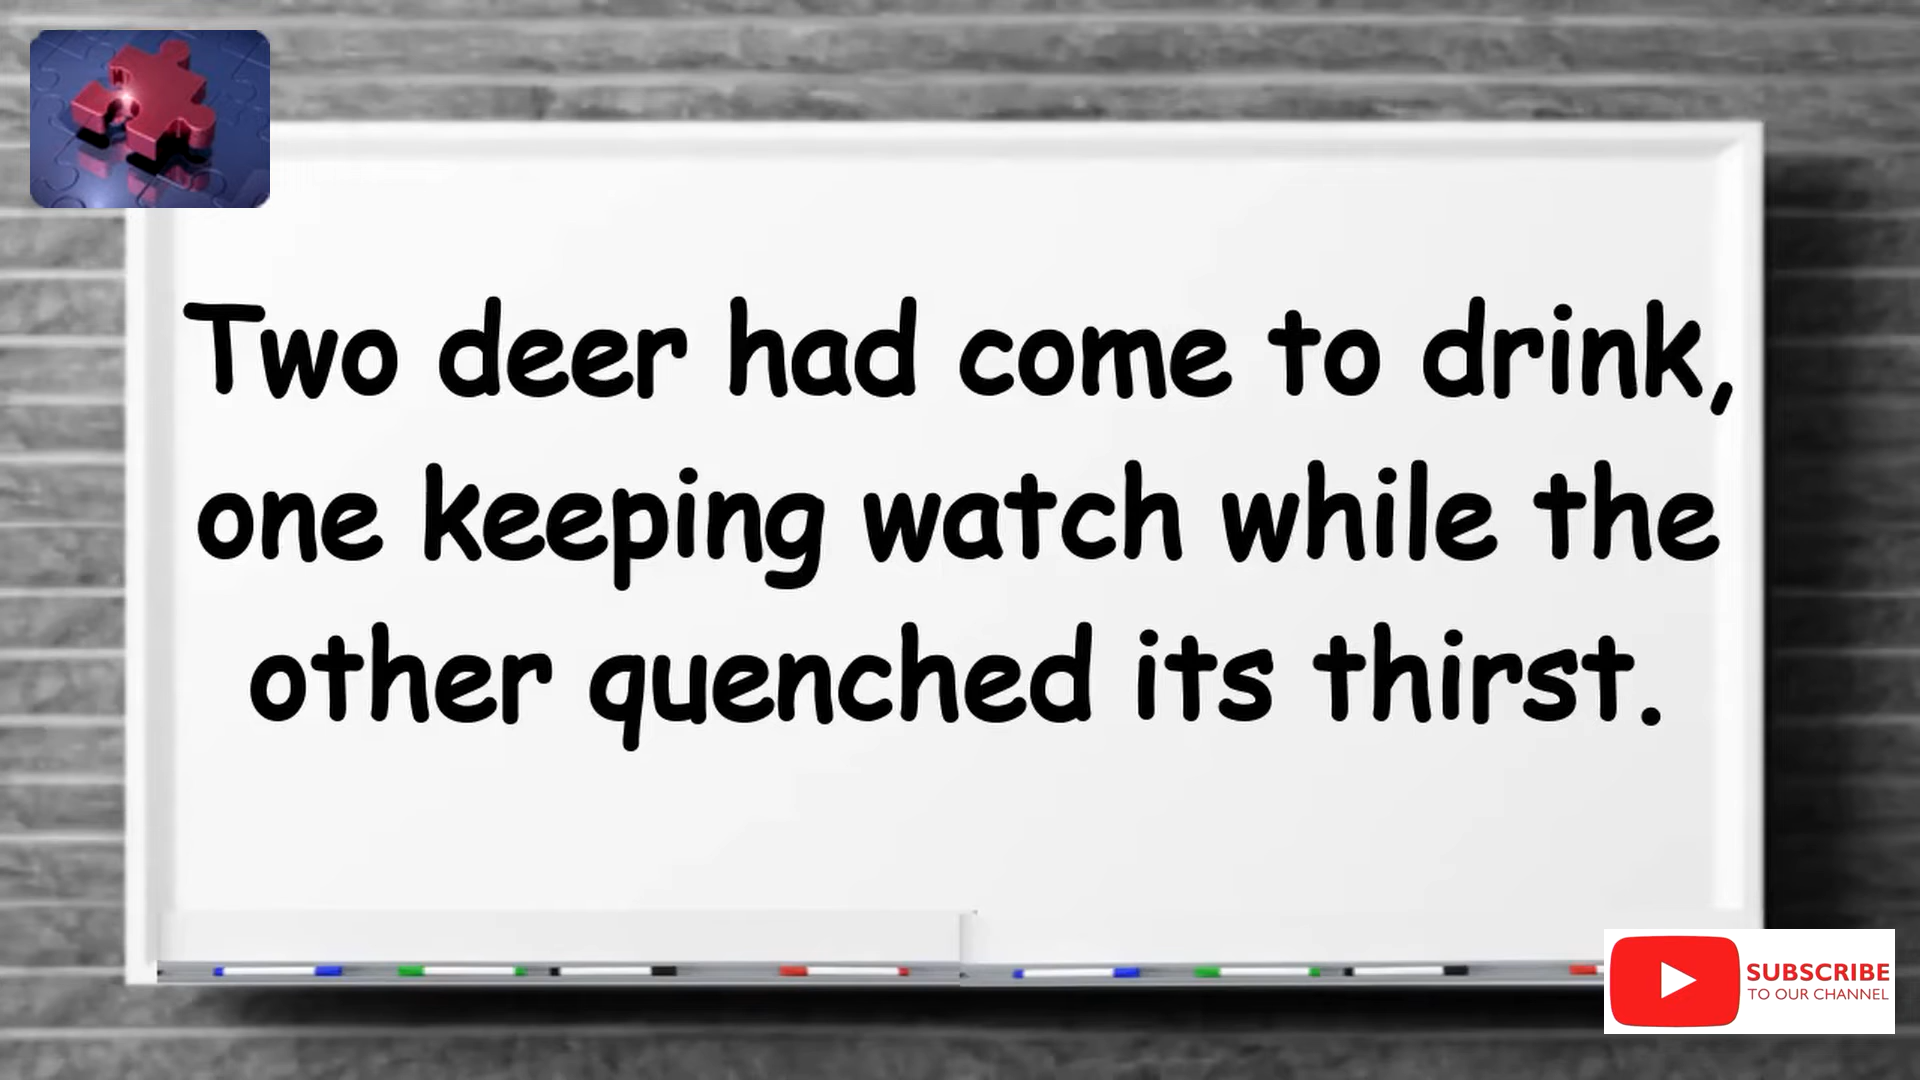 Two deer had come to drink,
one keeping watch while the
other quenched its thirst.
SUBSCRIBE
TO OUR CHANNEL